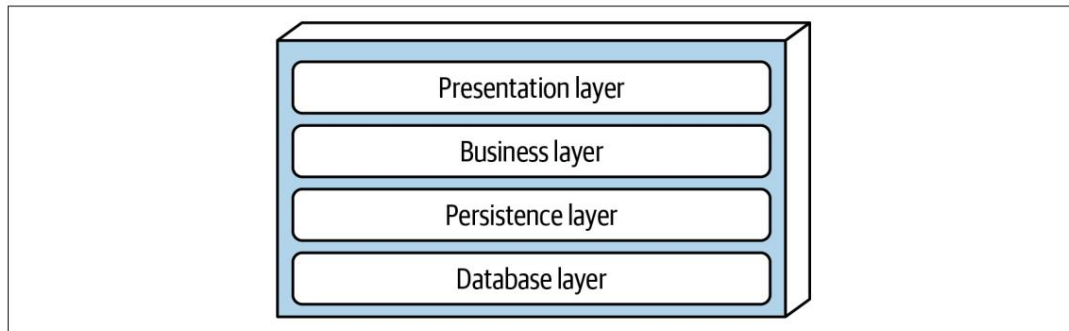 Presentation layer
Business layer
Persistence layer
Database layer